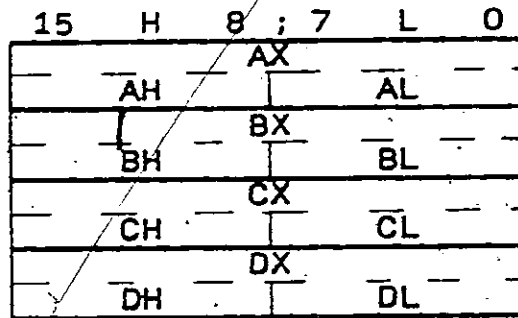 15 H 8 ; 7 L 0
AX
AH AL
BX
BH BL
CX
CH CL
DX
DH DL